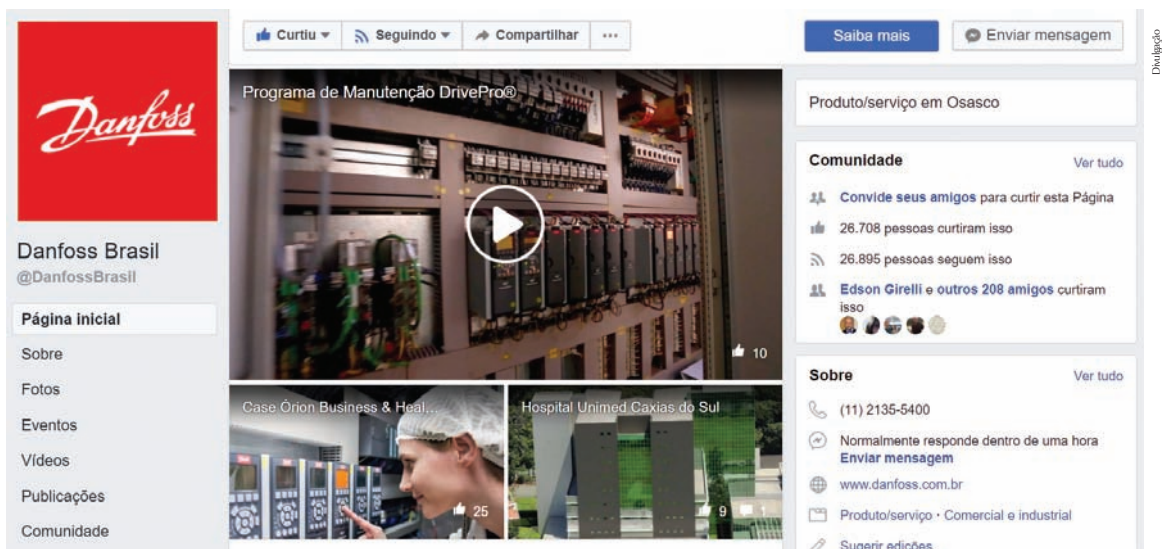 Danfoss
Danfoss Brasil
@DanfossBrasil
Página inicial
Sobre
Fotos
Eventos
Vídeos
Publicações
Comunidade
Curtiu
Seguindo
Compartilhar
...
Saiba mais
Enviar mensagem
Programa de Manutenção DrivePro®
10
Case Órion Business & Heal...
25
Hospital Unimed Caxias do Sul
9 1
Produto/serviço em Osasco
Comunidade Ver tudo
Convide seus amigos para curtir esta Página
26.708 pessoas curtiram isso
26.895 pessoas seguem isso
Edson Girelli e outros 208 amigos curtiram
isso
Sobre Ver tudo
(11) 2135-5400
Normalmente responde dentro de uma hora
Enviar mensagem
www.danfoss.com.br
Produto/serviço · Comercial e industrial
Sugerir edições
Divulgação